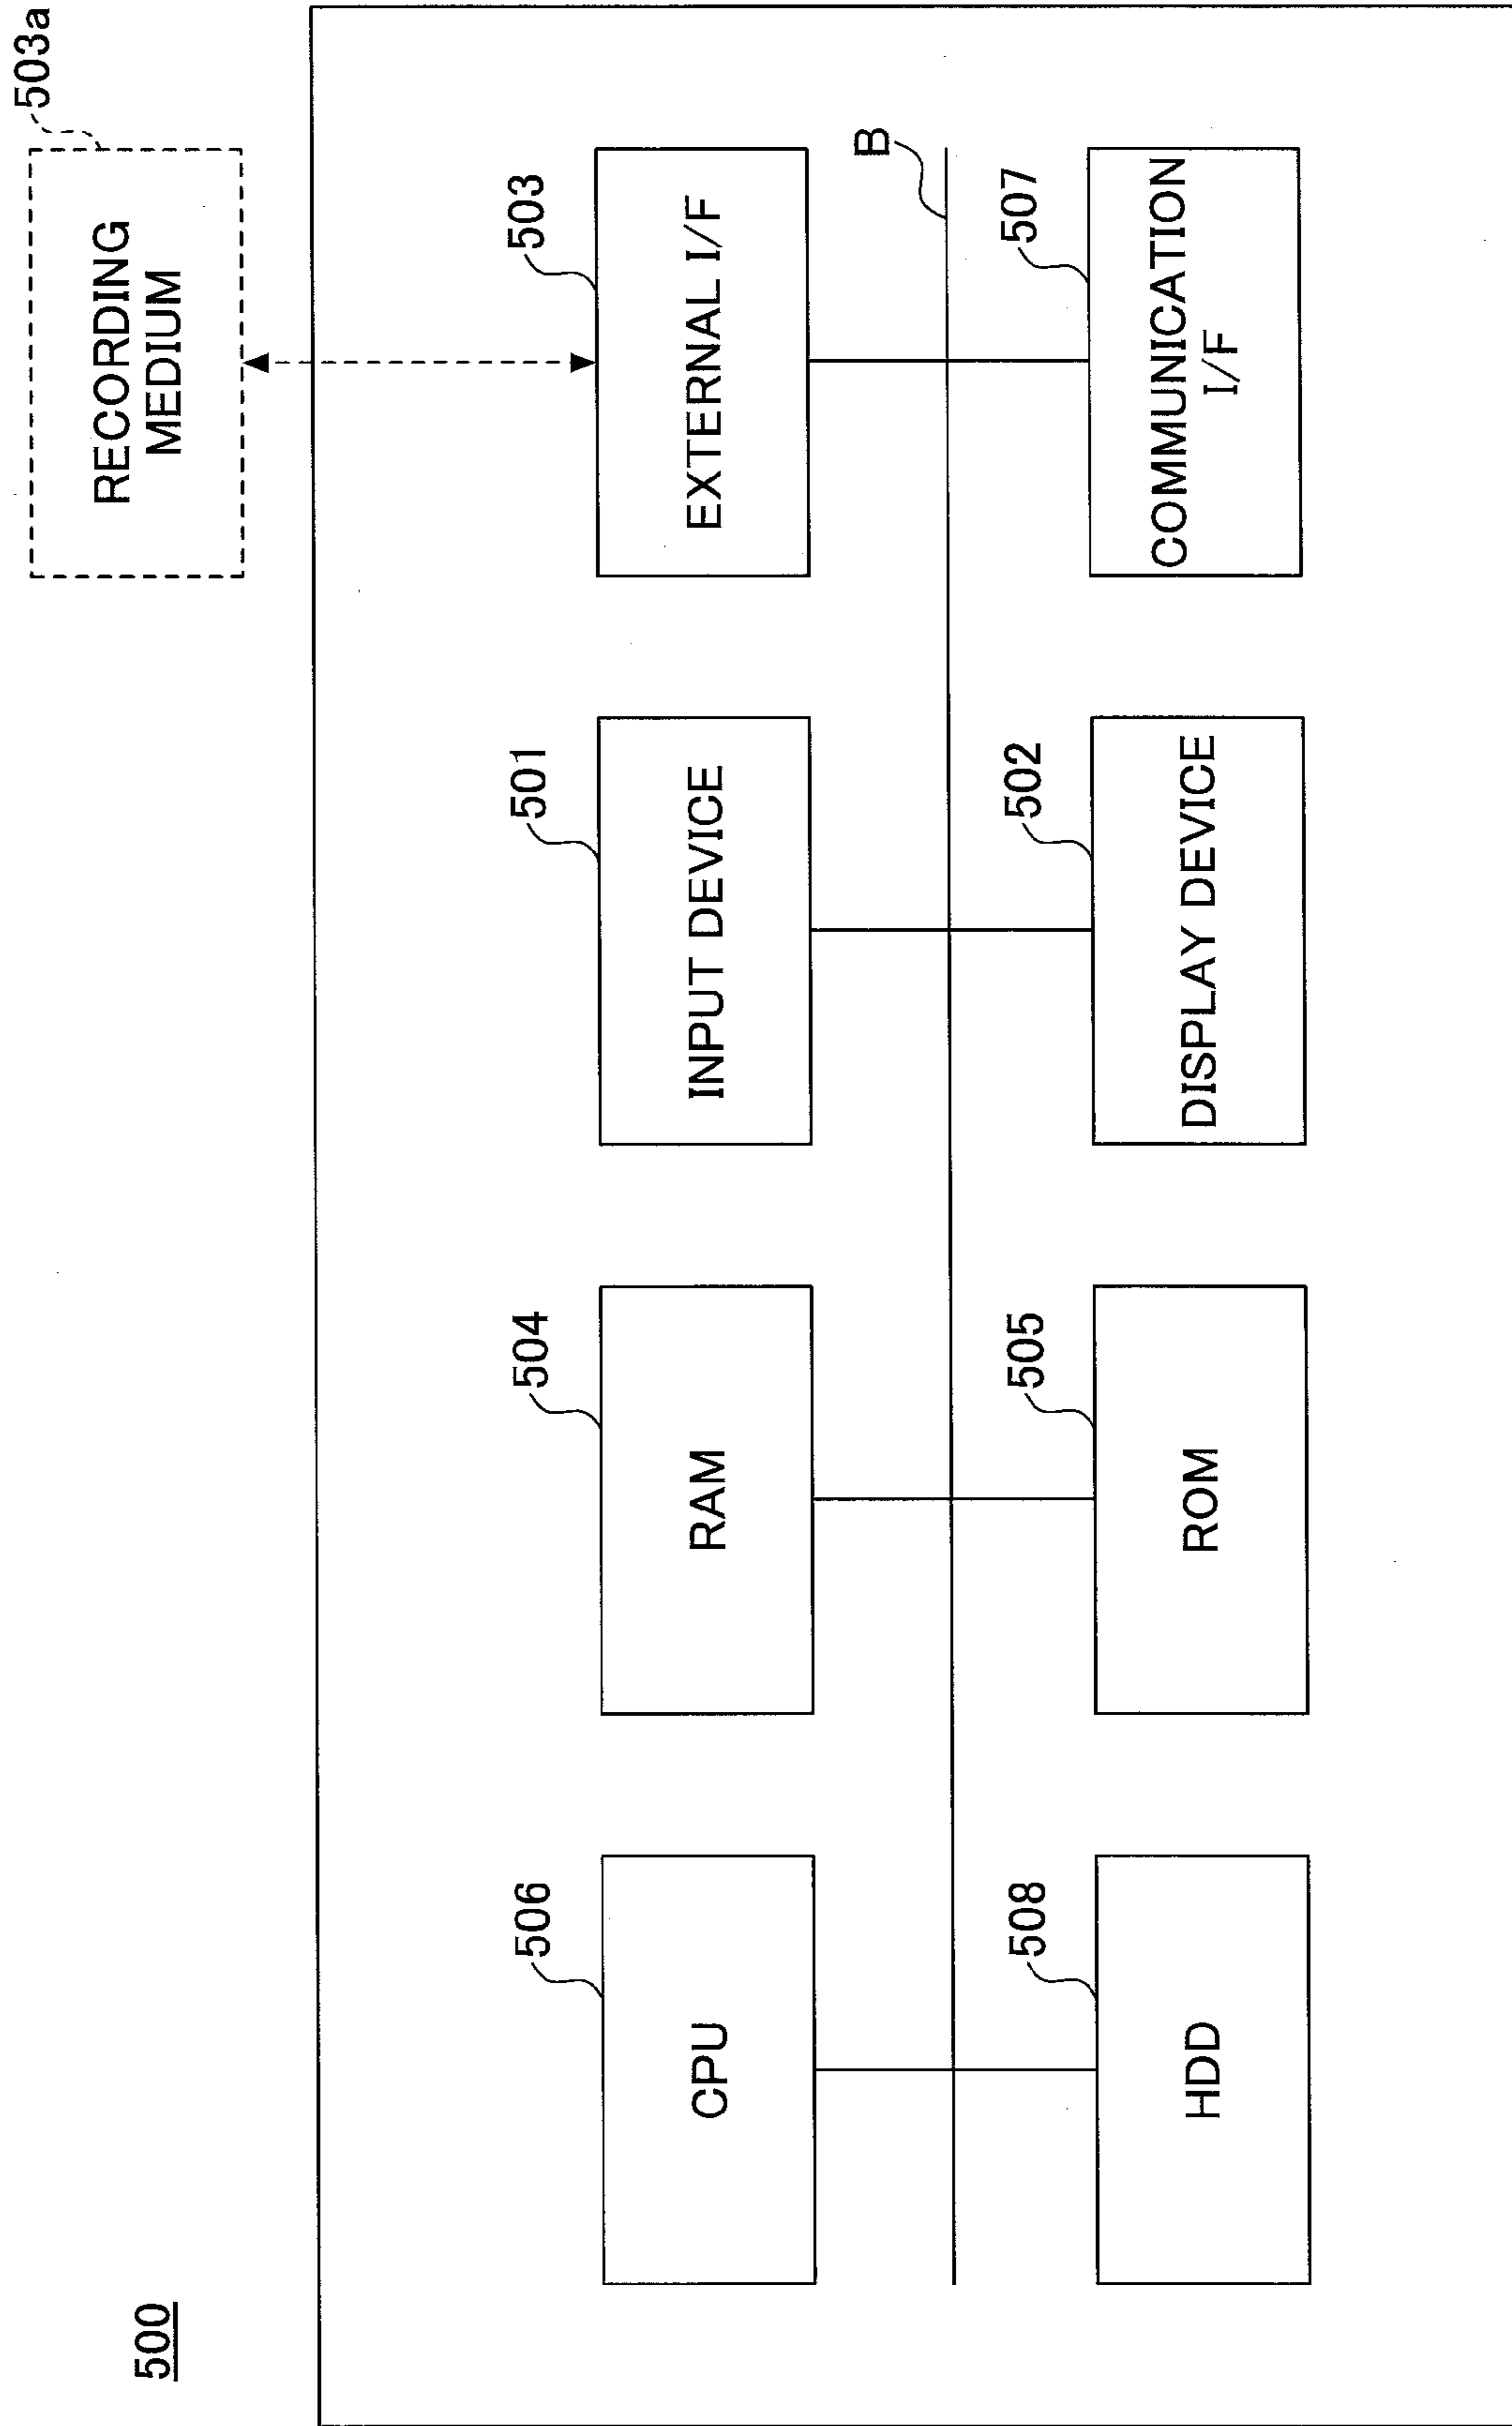 500
503a
RECORDING
MEDIUM
506
CPU
504
RAM
501
INPUT DEVICE
503
EXTERNAL I/F
B
508
HDD
505
ROM
502
DISPLAY DEVICE
507
COMMUNICATION
I/F